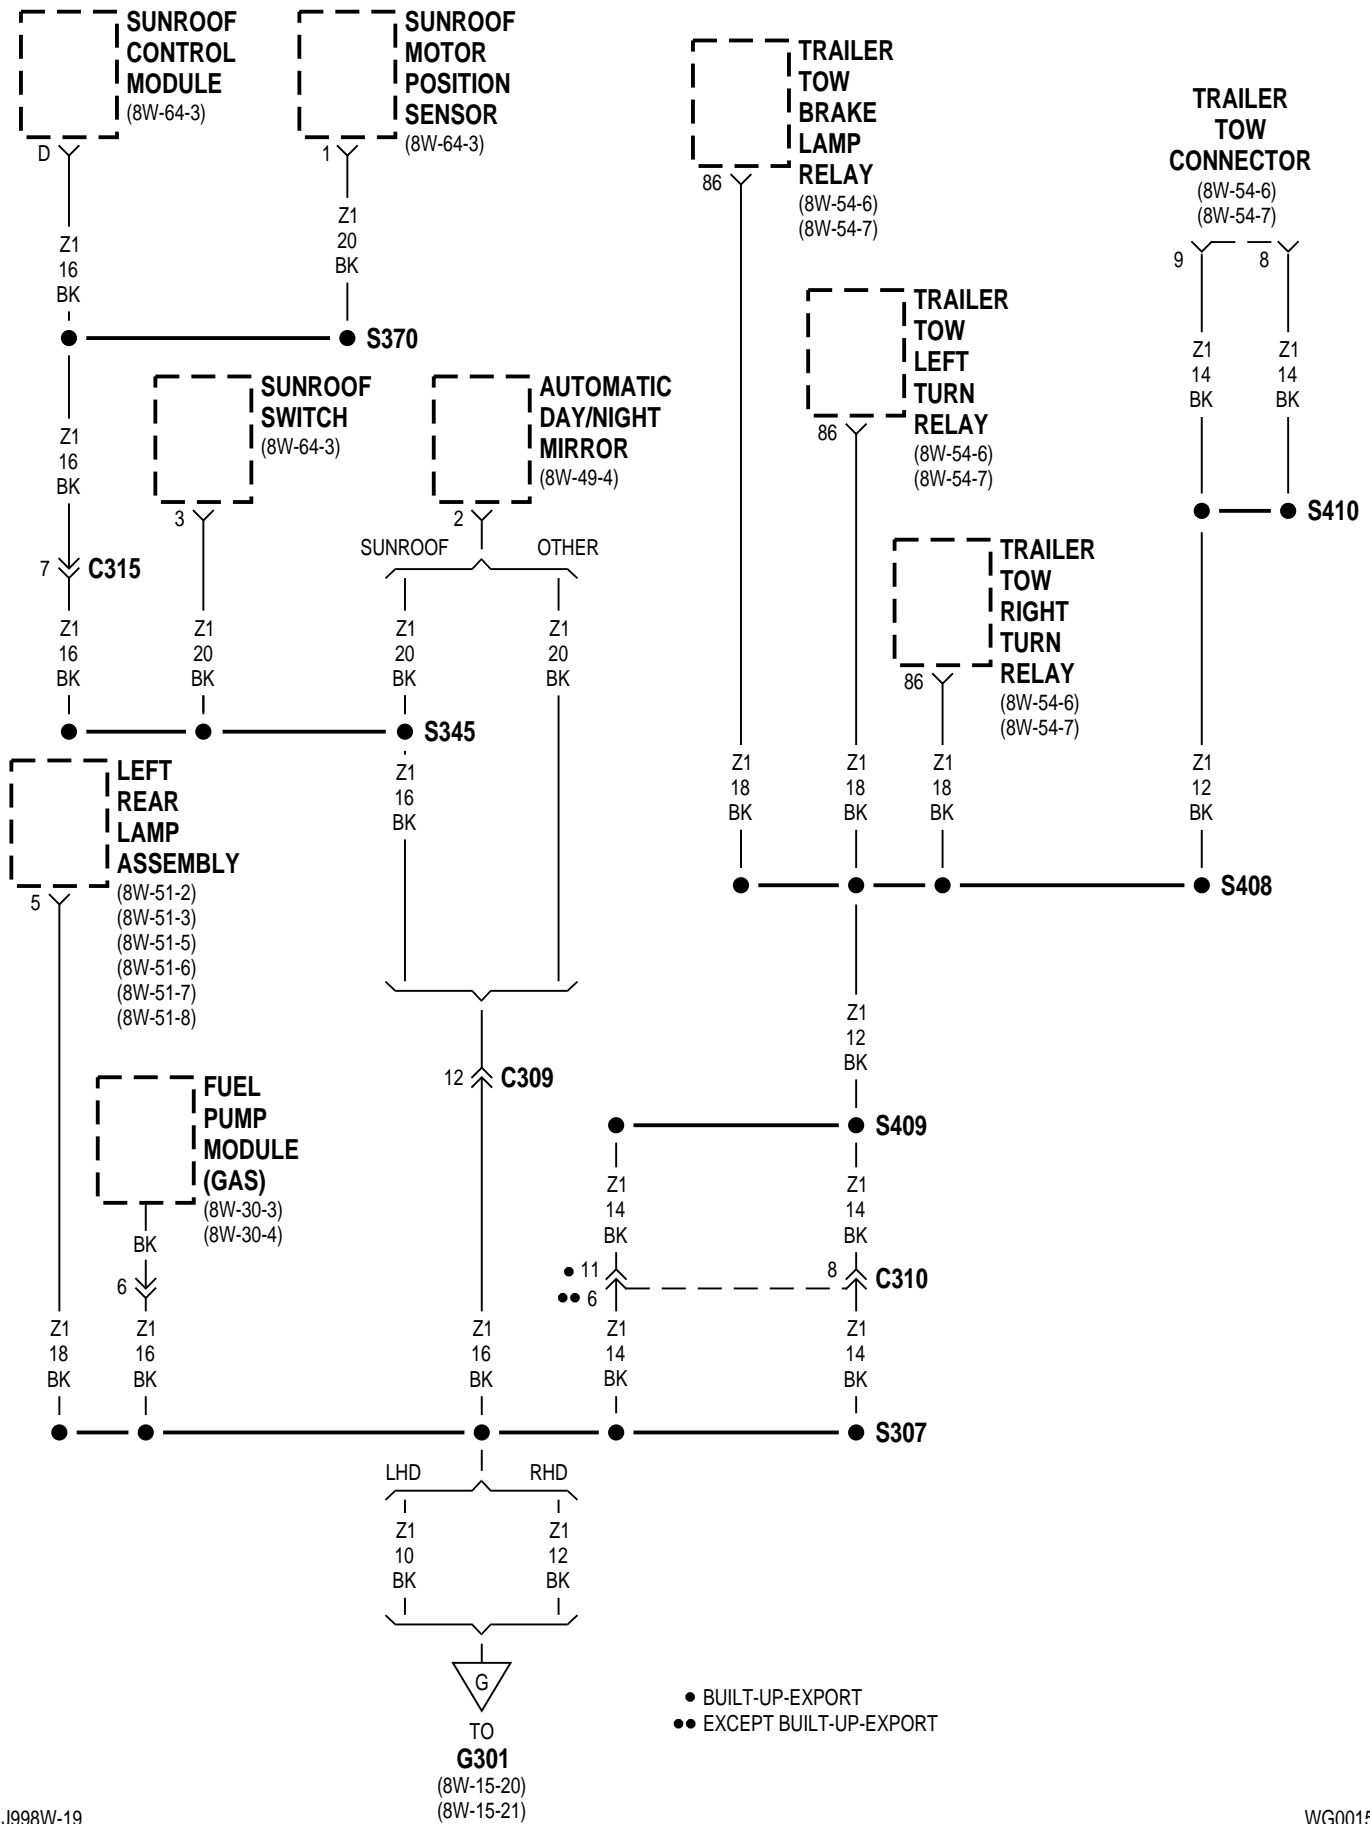 SUNROOF
CONTROL
MODULE
(8W-64-3)
D
SUNROOF
MOTOR
POSITION
SENSOR
(8W-64-3)
1
TRAILER
TOW
BRAKE
LAMP
RELAY
(8W-54-6)
(8W-54-7)
86
TRAILER
TOW
CONNECTOR
(8W-54-6)
(8W-54-7)
9
8
Z1
16
BK
Z1
20
BK
S370
TRAILER
TOW
LEFT
TURN
RELAY
(8W-54-6)
(8W-54-7)
86
Z1
14
BK
Z1
14
BK
S410
Z1
16
BK
SUNROOF
SWITCH
(8W-64-3)
3
AUTOMATIC
DAY/NIGHT
MIRROR
(8W-49-4)
2
SUNROOF
OTHER
7
C315
TRAILER
TOW
RIGHT
TURN
RELAY
(8W-54-6)
(8W-54-7)
86
Z1
16
BK
Z1
20
BK
Z1
20
BK
Z1
20
BK
S345
Z1
16
BK
Z1
18
BK
Z1
18
BK
Z1
18
BK
Z1
12
BK
S408
LEFT
REAR
LAMP
ASSEMBLY
(8W-51-2)
(8W-51-3)
(8W-51-5)
(8W-51-6)
(8W-51-7)
(8W-51-8)
5
Z1
12
BK
12
C309
S409
FUEL
PUMP
MODULE
(GAS)
(8W-30-3)
(8W-30-4)
BK
6
Z1
14
BK
Z1
14
BK
• 11
•• 6
8
C310
Z1
18
BK
Z1
16
BK
Z1
16
BK
Z1
14
BK
Z1
14
BK
S307
LHD
RHD
Z1
10
BK
Z1
12
BK
G
TO
G301
(8W-15-20)
(8W-15-21)
• BUILT-UP-EXPORT
•• EXCEPT BUILT-UP-EXPORT
J998W-19
WG0015